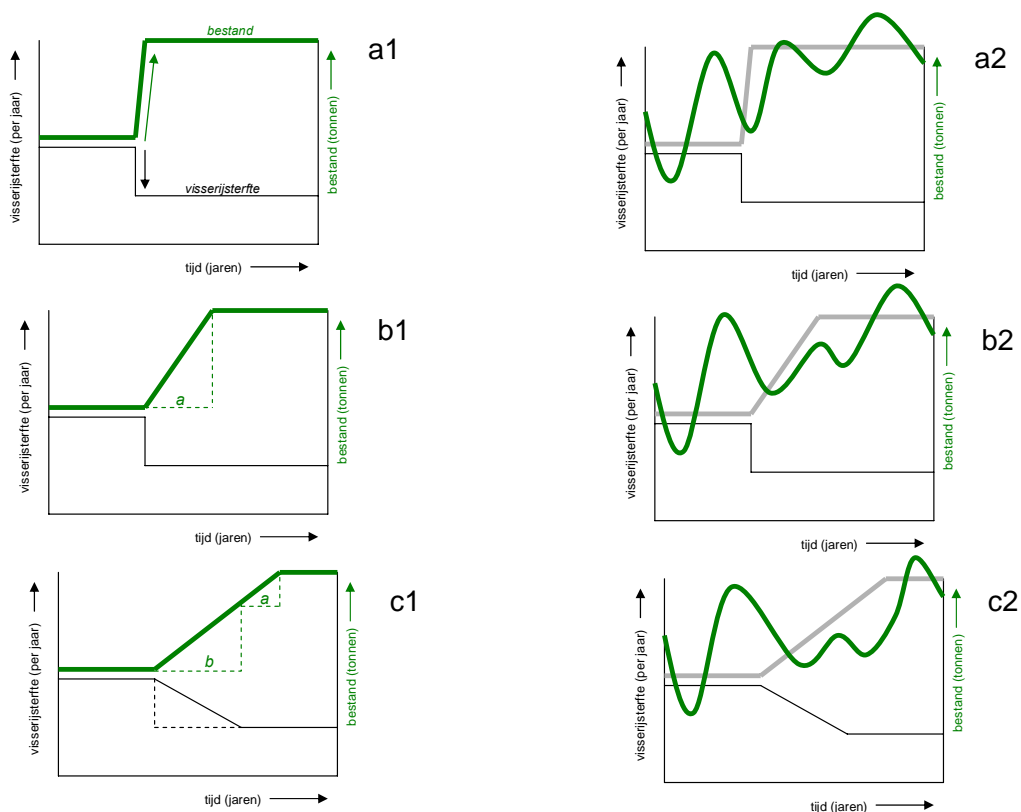 bestand
a1
visserijsterfte (per jaar)
bestand (tonnen)
visserijsterfte
tijd (jaren)
a2
visserijsterfte (per jaar)
bestand (tonnen)
tijd (jaren)
b1
visserijsterfte (per jaar)
a
bestand (tonnen)
tijd (jaren)
b2
visserijsterfte (per jaar)
bestand (tonnen)
tijd (jaren)
c1
visserijsterfte (per jaar)
a
b
bestand (tonnen)
tijd (jaren)
c2
visserijsterfte (per jaar)
bestand (tonnen)
tijd (jaren)